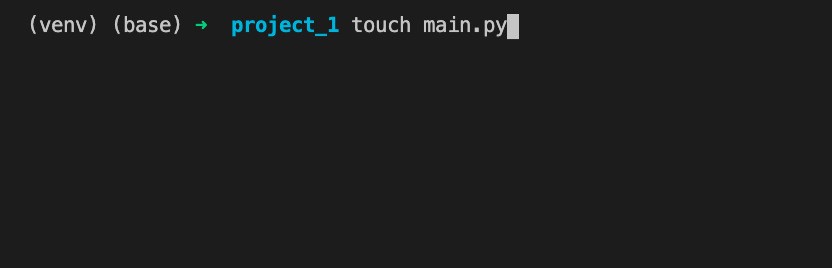 (venv) (base) ➜ project_1 touch main.py